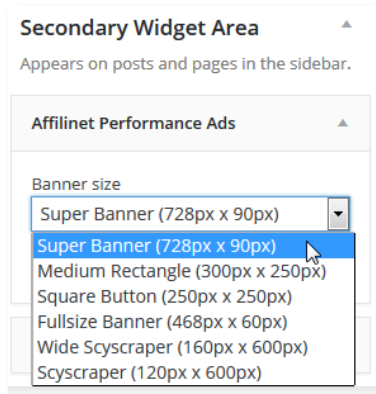 Secondary Widget Area
Appears on posts and pages in the sidebar.
Affilinet Performance Ads
Banner size
Super Banner (728px x 90px)
Super Banner (728px x 90px)
Medium Rectangle (300px x 250px)
Square Button (250px x 250px)
Fullsize Banner (468px x 60px)
Wide Scyscraper (160px x 600px)
Scyscraper (120px x 600px)